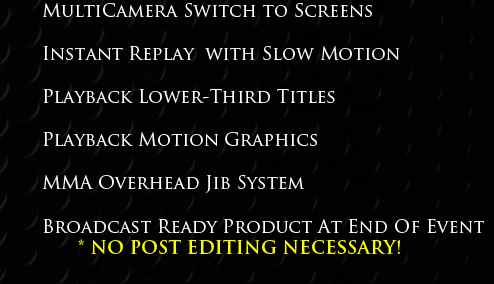 MultiCamera Switch to Screens
Instant Replay with Slow Motion
Playback Lower-Third Titles
Playback Motion Graphics
MMA Overhead Jib System
Broadcast Ready Product At End Of Event
* NO POST EDITING NECESSARY!